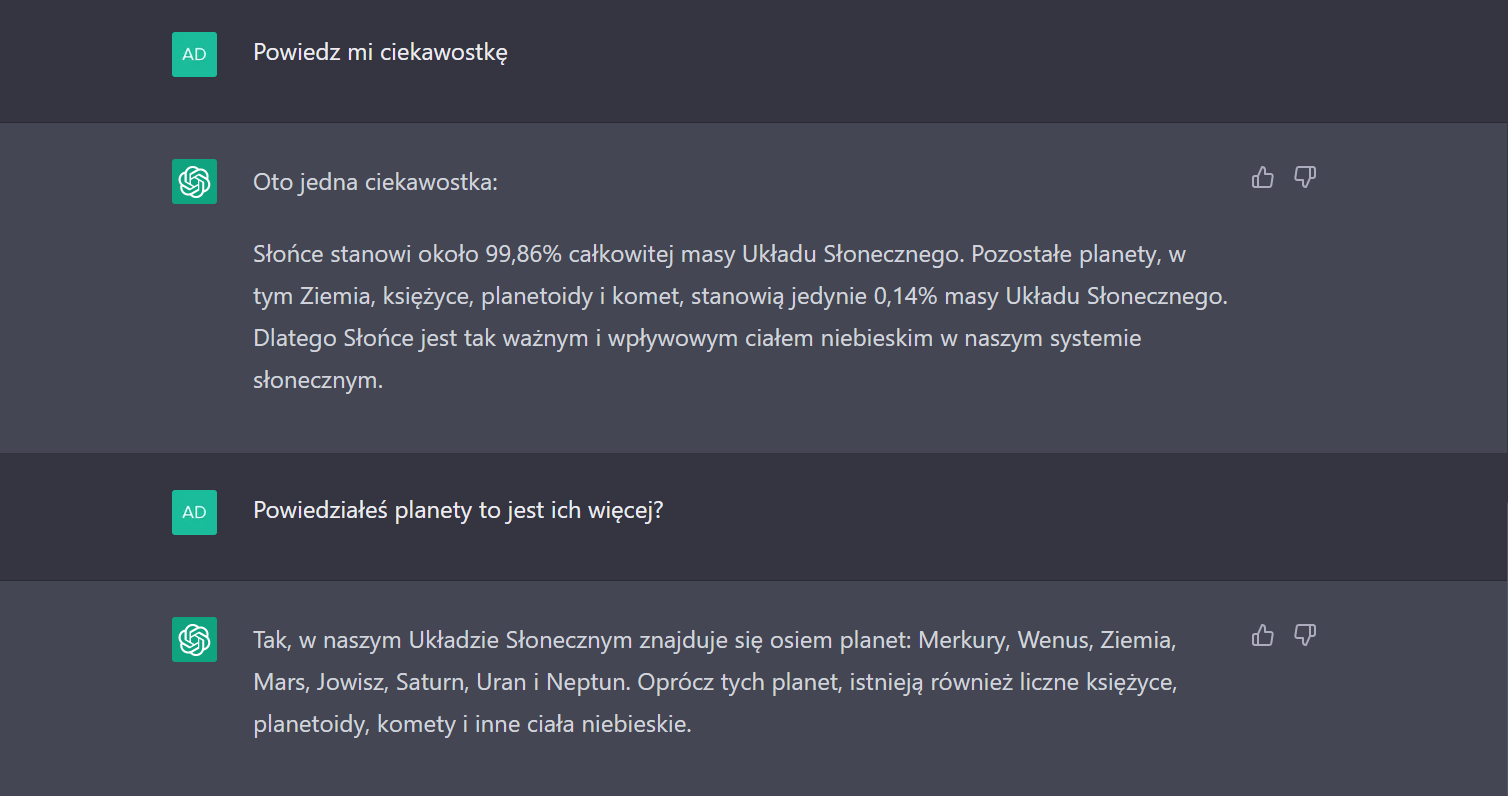 AD
Powiedz mi ciekawostkę
Oto jedna ciekawostka:
Słońce stanowi około 99,86% całkowitej masy Układu Słonecznego. Pozostałe planety, w
tym Ziemia, księżyce, planetoidy i komet, stanowią jedynie 0,14% masy Układu Słonecznego.
Dlatego Słońce jest tak ważnym i wpływowym ciałem niebieskim w naszym systemie
słonecznym.
AD
Powiedziałeś planety to jest ich więcej?
Tak, w naszym Układzie Słonecznym znajduje się osiem planet: Merkury, Wenus, Ziemia,
Mars, Jowisz, Saturn, Uran i Neptun. Oprócz tych planet, istnieją również liczne księżyce,
planetoidy, komety i inne ciała niebieskie.